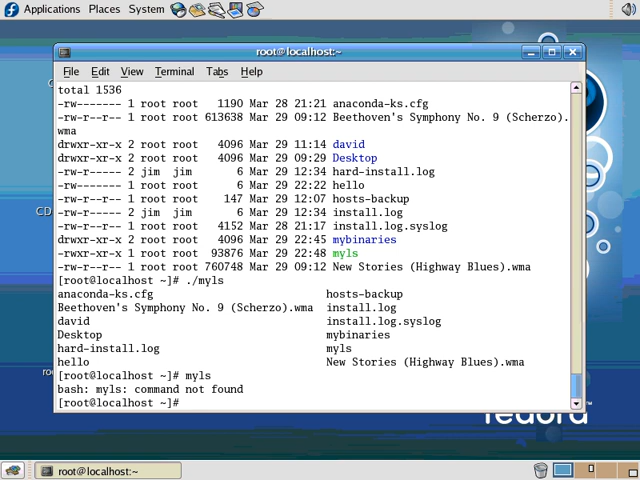 Applications Places System
root@localhost:~
File Edit View Terminal Tabs Help
total 1536
-rw------- 1 root root 1190 Mar 28 21:21 anaconda-ks.cfg
-rw-r--r-- 1 root root 613638 Mar 29 09:12 Beethoven's Symphony No. 9 (Scherzo).
wma
drwxr-xr-x 2 root root 4096 Mar 29 11:14 david
drwxr-xr-x 2 root root 4096 Mar 29 09:29 Desktop
-rw-r----- 2 jim jim 6 Mar 29 12:34 hard-install.log
-rw------- 1 root root 6 Mar 29 22:22 hello
-rw-r--r-- 1 root root 147 Mar 29 12:07 hosts-backup
-rw-r----- 2 jim jim 6 Mar 29 12:34 install.log
-rw-r--r-- 1 root root 4152 Mar 28 21:17 install.log.syslog
drwxr-xr-x 2 root root 4096 Mar 29 22:45 mybinaries
-rwxr-xr-x 1 root root 93876 Mar 29 22:48 myls
-rw-r--r-- 1 root root 760748 Mar 29 09:12 New Stories (Highway Blues).wma
[root@localhost ~]# ./myls
anaconda-ks.cfg hosts-backup
Beethoven's Symphony No. 9 (Scherzo).wma install.log
david install.log.syslog
Desktop mybinaries
hard-install.log myls
hello New Stories (Highway Blues).wma
[root@localhost ~]# myls
bash: myls: command not found
[root@localhost ~]#
fedora™
root@localhost:~